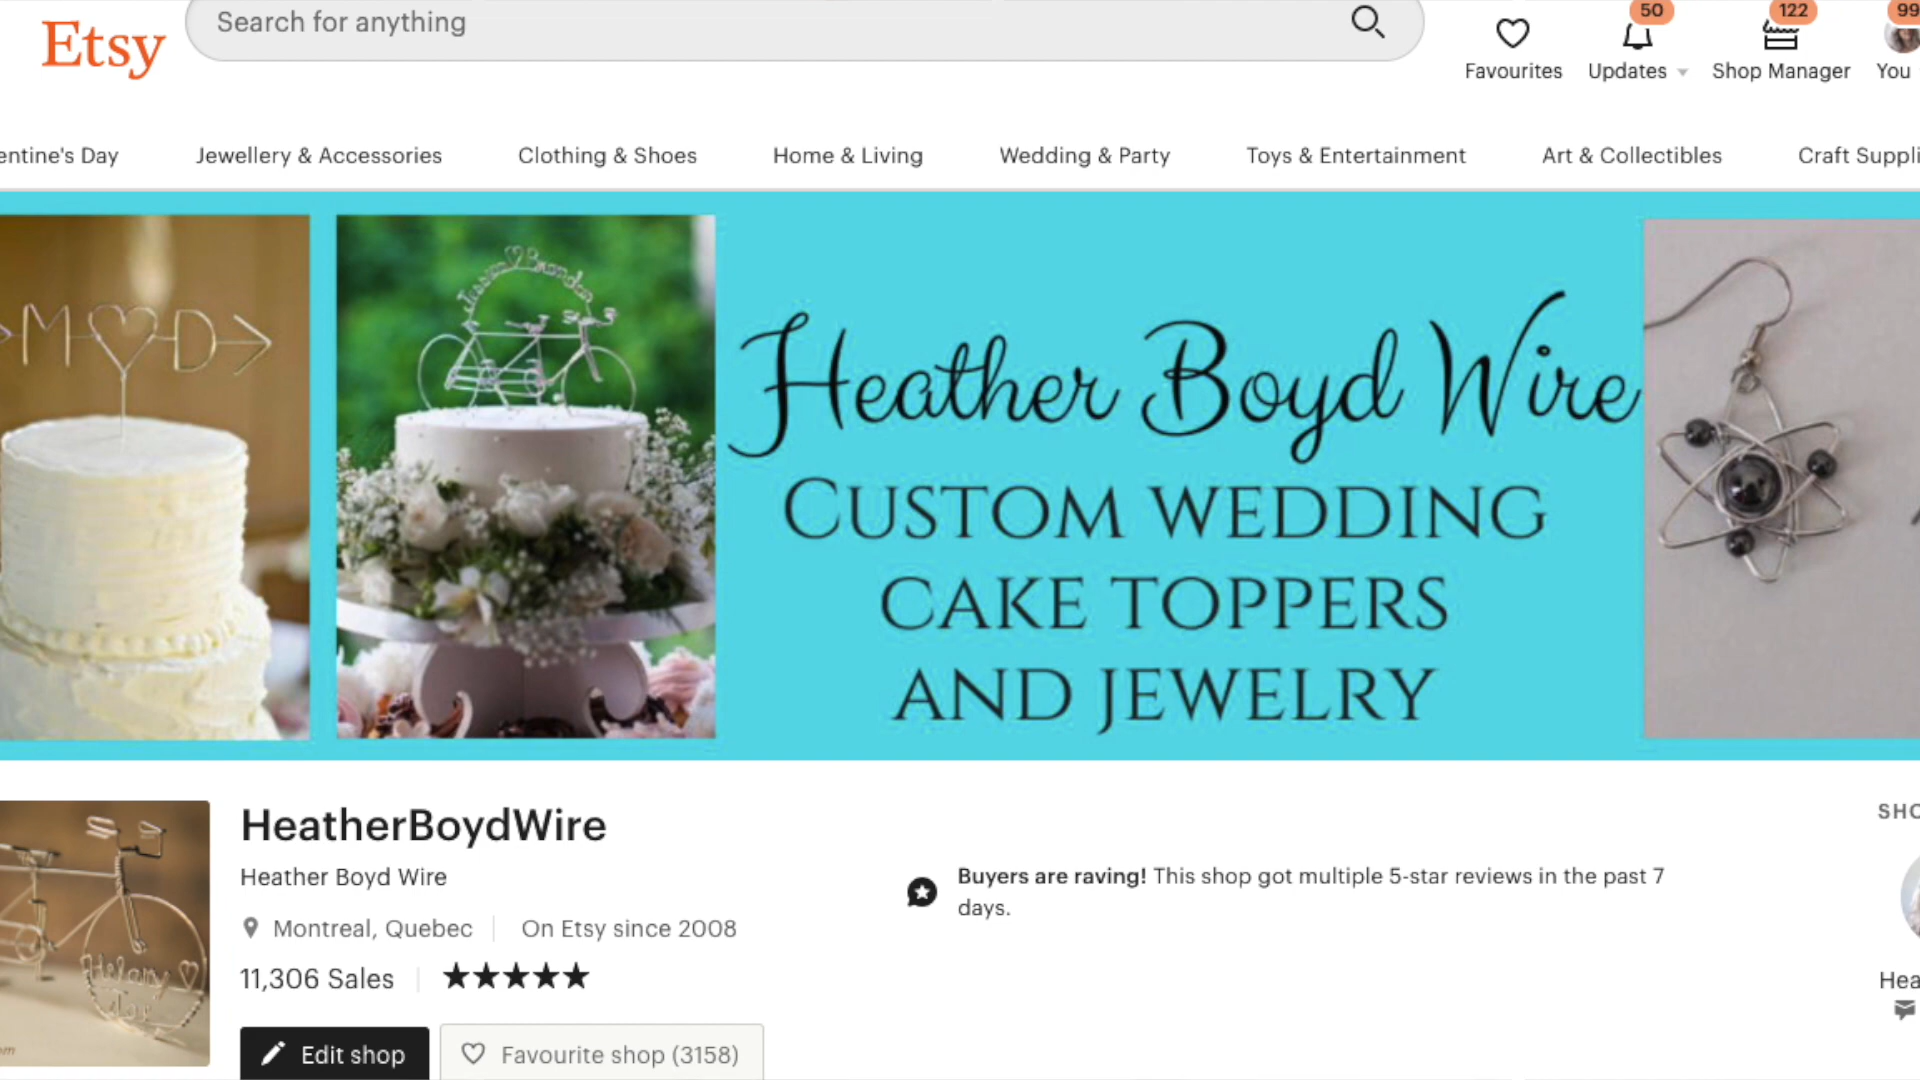 Etsy
Search for anything
50
122
99
Favourites
Updates
Shop Manager
You
entine's Day
Jewellery & Accessories
Clothing & Shoes
Home & Living
Wedding & Party
Toys & Entertainment
Art & Collectibles
Craft Suppli
M D
Jessica Brandon
Heather Boyd Wire
CUSTOM WEDDING
CAKE TOPPERS
AND JEWELRY
HeatherBoydWire
Heather Boyd Wire
Montreal, Quebec
On Etsy since 2008
11,306 Sales
Buyers are raving! This shop got multiple 5-star reviews in the past 7
days.
SHO
Hea
Edit shop
Favourite shop (3158)